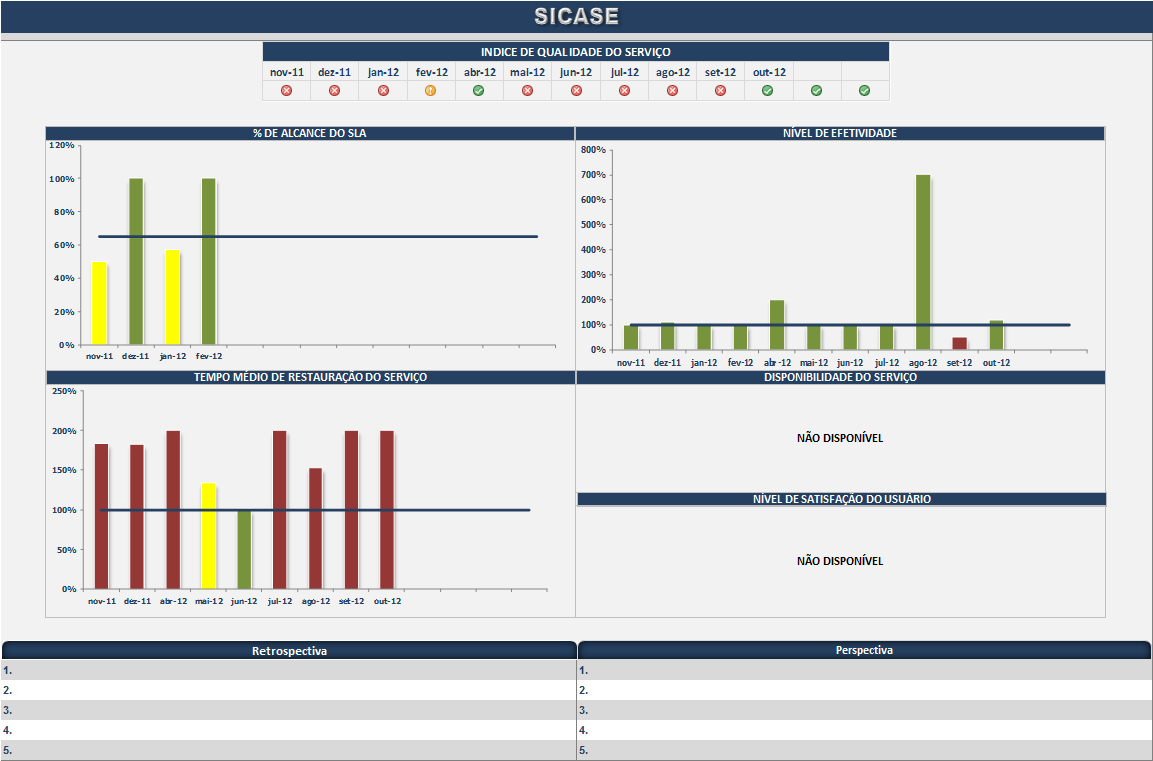 SICASE
INDICE DE QUALIDADE DO SERVIÇO
nov-11 dez-11 jan-12 fev-12 abr-12 mai-12 jun-12 jul-12 ago-12 set-12 out-12
% DE ALCANCE DO SLA
120%
100%
80%
60%
40%
20%
0%
nov-11 dez-11 jan-12 fev-12
NÍVEL DE EFETIVIDADE
800%
700%
600%
500%
400%
300%
200%
100%
0%
nov-11 dez-11 jan-12 fev-12 abr-12 mai-12 jun-12 jul-12 ago-12 set-12 out-12
TEMPO MÉDIO DE RESTAURAÇÃO DO SERVIÇO
250%
200%
150%
100%
50%
0%
nov-11 dez-11 abr-12 mai-12 jun-12 jul-12 ago-12 set-12 out-12
DISPONIBILIDADE DO SERVIÇO
NÃO DISPONÍVEL
NÍVEL DE SATISFAÇÃO DO USUÁRIO
NÃO DISPONÍVEL
Retrospectiva
1.
2.
3.
4.
5.
Perspectiva
1.
2.
3.
4.
5.